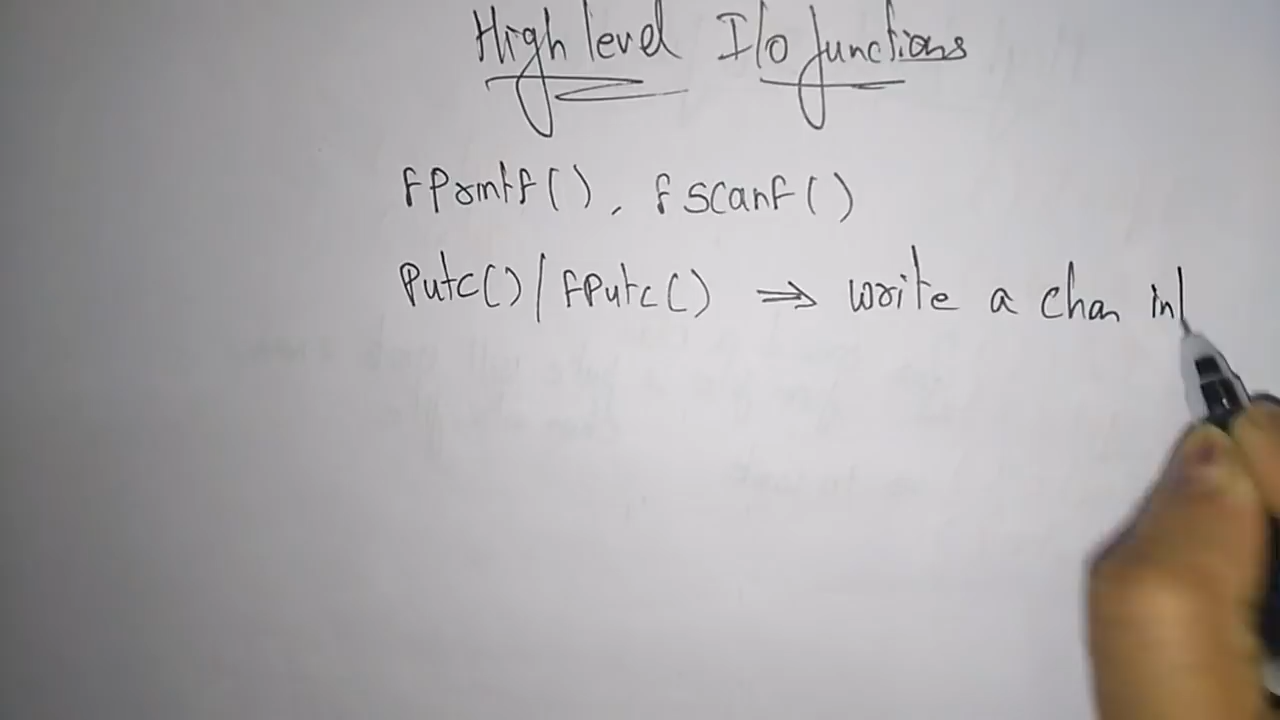 High level I/o functions
fprintf(), fscanf()
Putc() / fputc() ⇒ write a char in